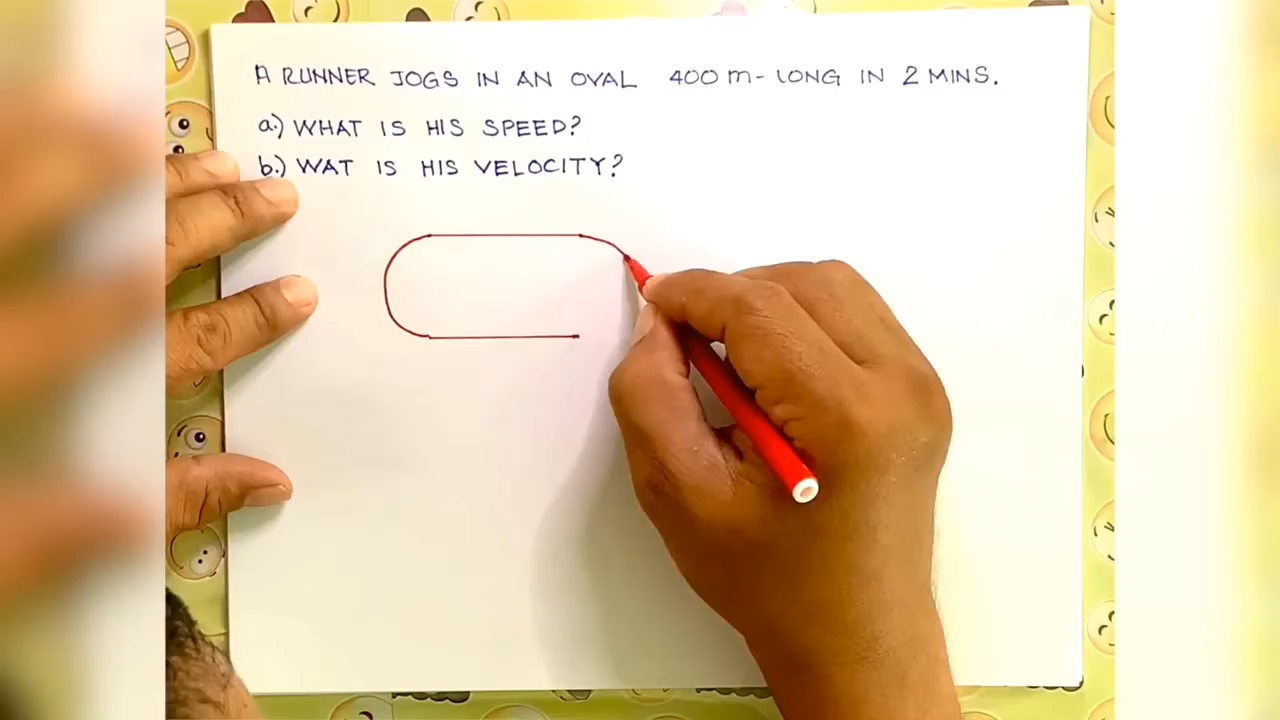 A RUNNER JOGS IN AN OVAL 400 m-LONG IN 2 MINS.
a.) WHAT IS HIS SPEED?
b.) WAT IS HIS VELOCITY?